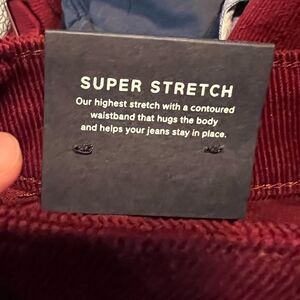 SUPER STRETCH
Our highest stretch with a contoured
waistband that hugs the body
and helps your jeans stay in place.